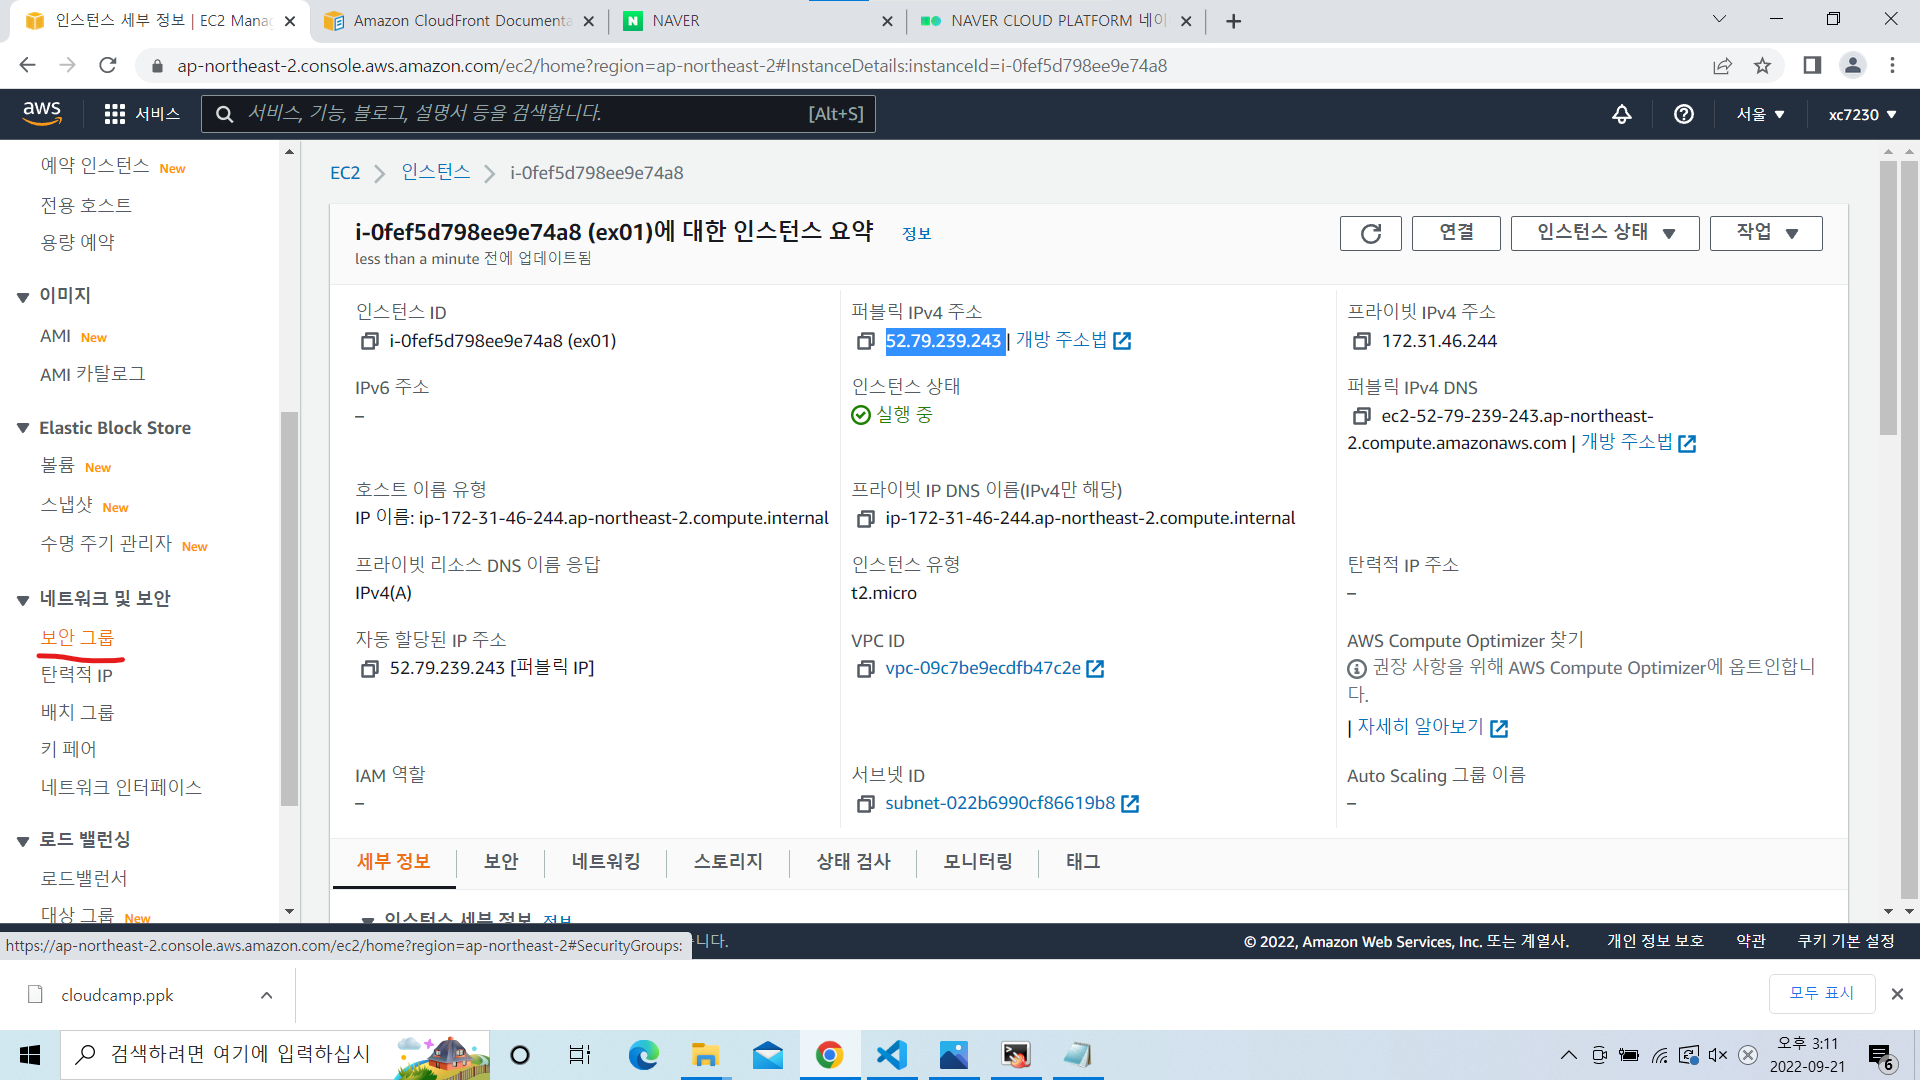 인스턴스 세부 정보 | EC2 Mana
Amazon CloudFront Documenta
NAVER
NAVER CLOUD PLATFORM 네이
ap-northeast-2.console.aws.amazon.com/ec2/home?region=ap-northeast-2#InstanceDetails:instanceId=i-0fef5d798ee9e74a8
aws
서비스
서비스, 기능, 블로그, 설명서 등을 검색합니다.
[Alt+S]
서울
xc7230
예약 인스턴스 New
전용 호스트
용량 예약
이미지
AMI New
AMI 카탈로그
Elastic Block Store
볼륨 New
스냅샷 New
수명 주기 관리자 New
네트워크 및 보안
보안 그룹
탄력적 IP
배치 그룹
키 페어
네트워크 인터페이스
로드 밸런싱
로드밸런서
대상 그룹 New
EC2 > 인스턴스 > i-0fef5d798ee9e74a8
i-0fef5d798ee9e74a8 (ex01)에 대한 인스턴스 요약 정보
less than a minute 전에 업데이트됨
연결
인스턴스 상태
작업
인스턴스 ID
i-0fef5d798ee9e74a8 (ex01)
퍼블릭 IPv4 주소
52.79.239.243 | 개방 주소법
프라이빗 IPv4 주소
172.31.46.244
IPv6 주소
–
인스턴스 상태
실행 중
퍼블릭 IPv4 DNS
ec2-52-79-239-243.ap-northeast-
2.compute.amazonaws.com | 개방 주소법
호스트 이름 유형
IP 이름: ip-172-31-46-244.ap-northeast-2.compute.internal
프라이빗 IP DNS 이름(IPv4만 해당)
ip-172-31-46-244.ap-northeast-2.compute.internal
프라이빗 리소스 DNS 이름 응답
IPv4(A)
인스턴스 유형
t2.micro
탄력적 IP 주소
–
자동 할당된 IP 주소
52.79.239.243 [퍼블릭 IP]
VPC ID
vpc-09c7be9ecdfb47c2e
AWS Compute Optimizer 찾기
권장 사항을 위해 AWS Compute Optimizer에 옵트인합니
다.
| 자세히 알아보기
IAM 역할
–
서브넷 ID
subnet-022b6990cf86619b8
Auto Scaling 그룹 이름
–
세부 정보
보안
네트워킹
스토리지
상태 검사
모니터링
태그
인스턴스 세부 정보 정보
https://ap-northeast-2.console.aws.amazon.com/ec2/home?region=ap-northeast-2#SecurityGroups:
니다.
© 2022, Amazon Web Services, Inc. 또는 계열사.
개인 정보 보호
약관
쿠키 기본 설정
cloudcamp.ppk
모두 표시
검색하려면 여기에 입력하십시
오후 3:11
2022-09-21
6